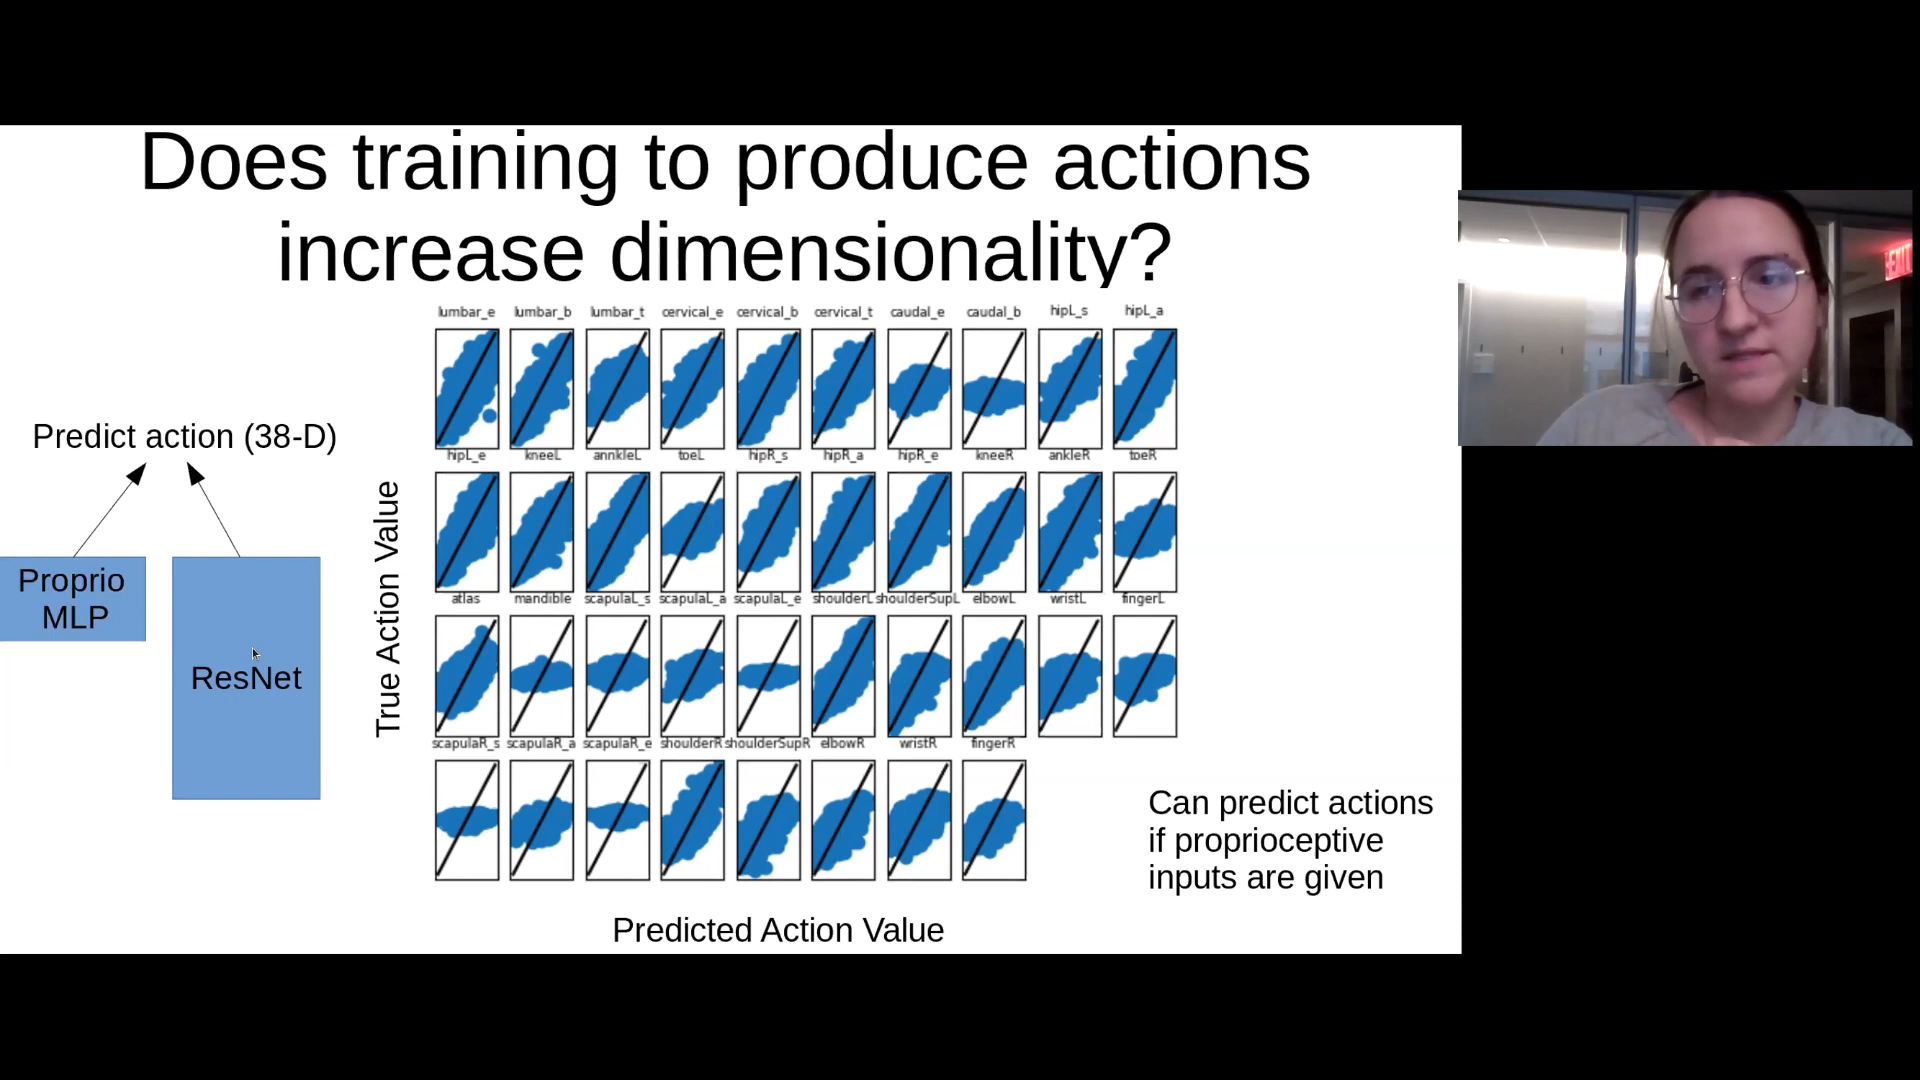 Does training to produce actions
increase dimensionality?
lumbar_e lumbar_b lumbar_t cervical_e cervical_b cervical_t caudal_e caudal_b hipL_s hipL_a
hipL_e kneeL annkleL toeL hipR_s hipR_a hipR_e kneeR ankleR toeR
atlas mandible scapulaL_s scapulaL_a scapulaL_e shoulderL shoulderSupL elbowL wristL fingerL
scapulaR_s scapulaR_a scapulaR_e shoulderR shoulderSupR elbowR wristR fingerR
Predict action (38-D)
Proprio
MLP
ResNet
True Action Value
Predicted Action Value
Can predict actions
if proprioceptive
inputs are given
EXIT